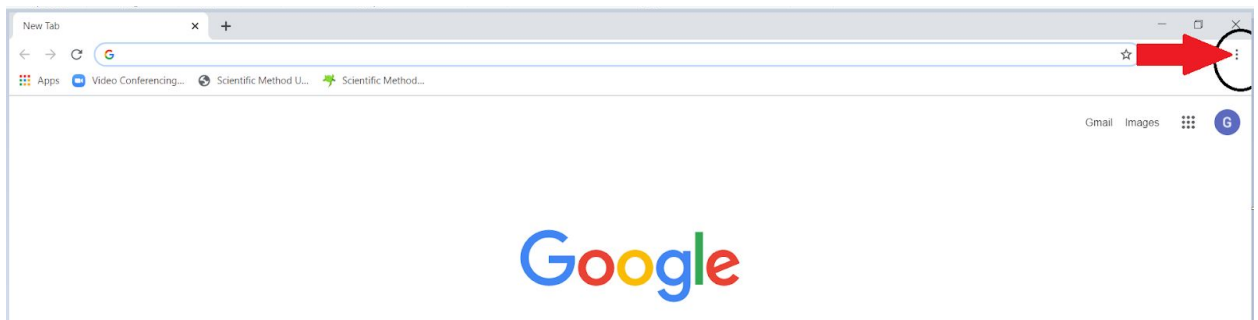 New Tab
G
Apps Video Conferencing... Scientific Method U... Scientific Method...
Gmail Images G
Google